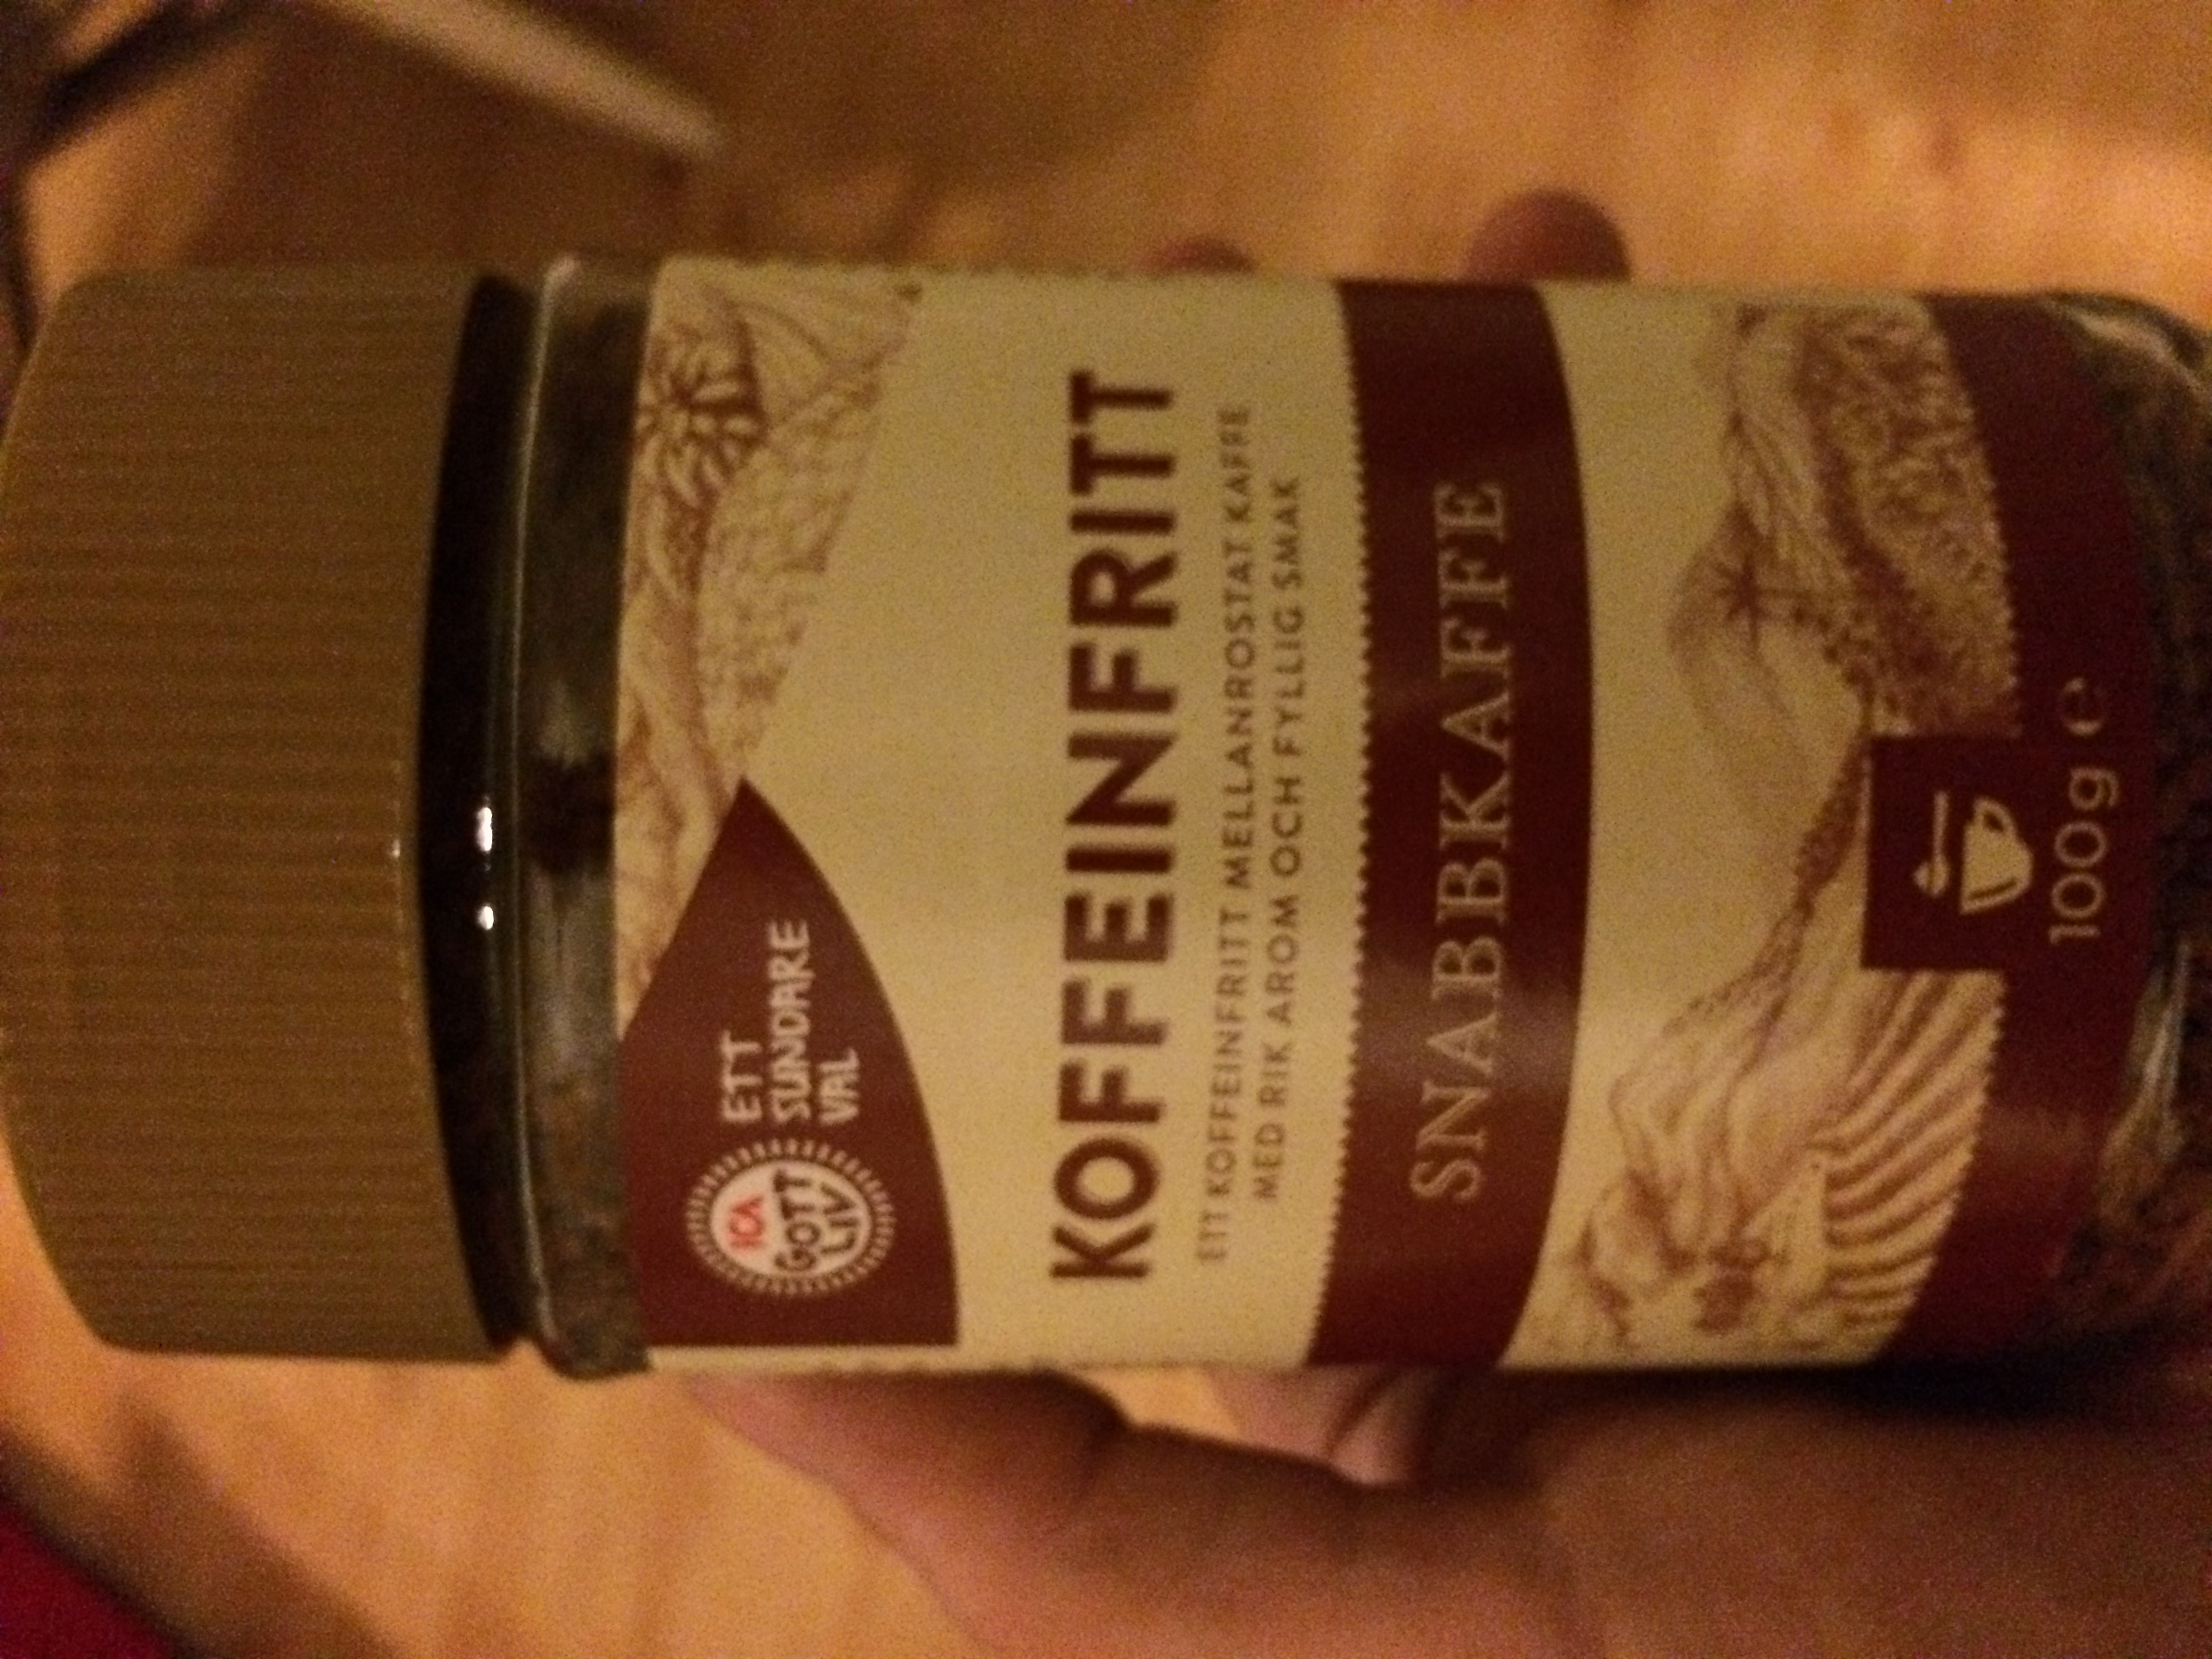 ICA
GOTT
LIV
ETT
SUNDARE
VAL
KOFFEINFRITT
ETT KOFFEINFRITT MELLANROSTAT KAFFE
MED RIK AROM OCH FYLLIG SMAK
SNABBKAFFE
100g ℮